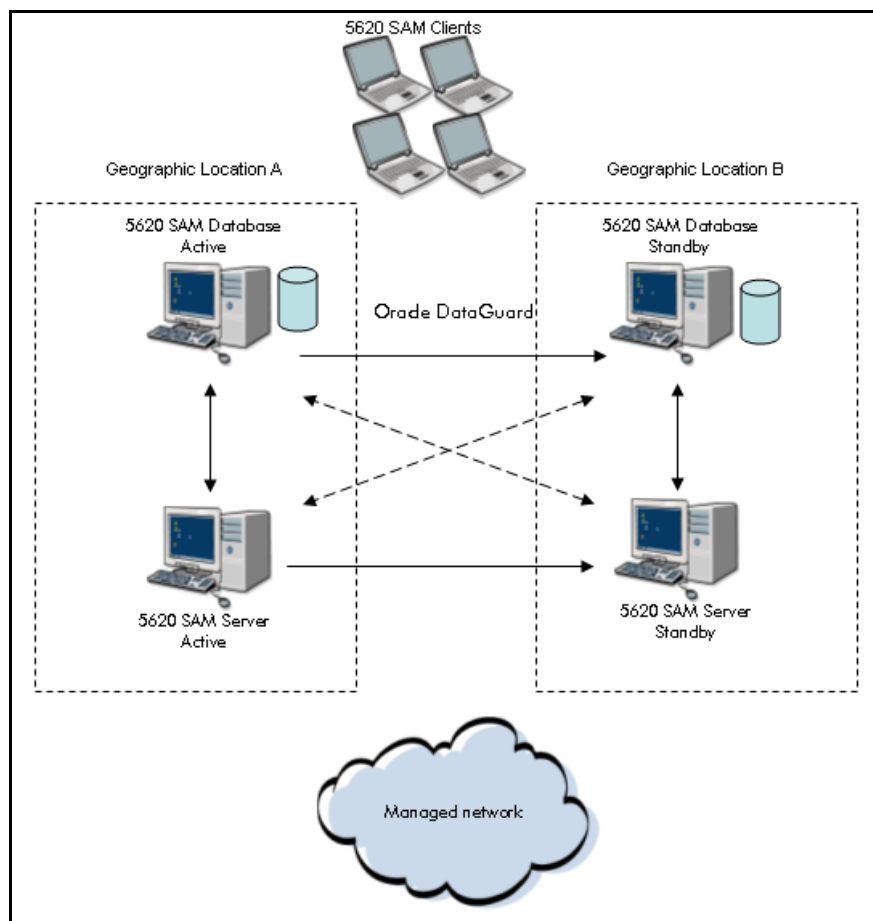 5620 SAM Clients
Geographic Location A
Geographic Location B
5620 SAM Database
Active
5620 SAM Database
Standby
Oracle DataGuard
5620 SAM Server
Active
5620 SAM Server
Standby
Managed network